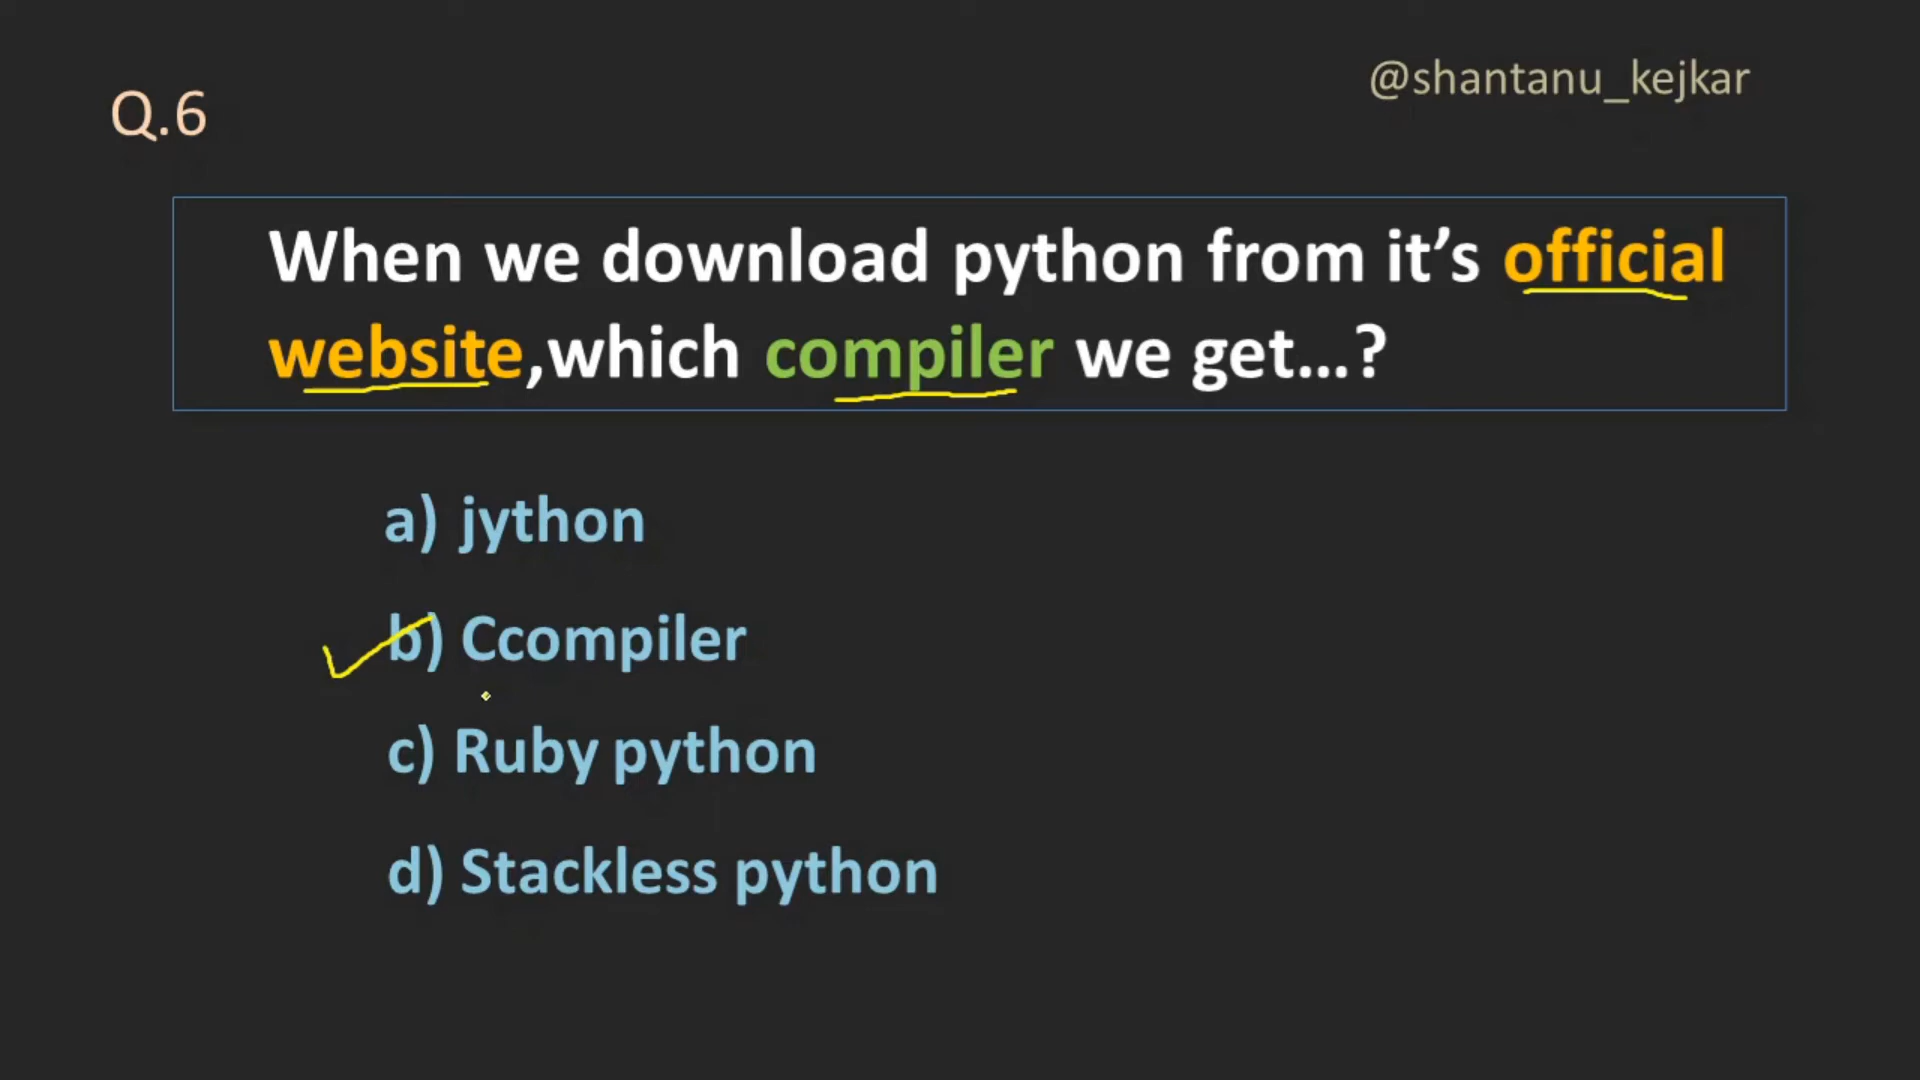 @shantanu_kejkar
Q.6
When we download python from it’s official
website,which compiler we get...?
a) jython
b) Ccompiler
c) Ruby python
d) Stackless python